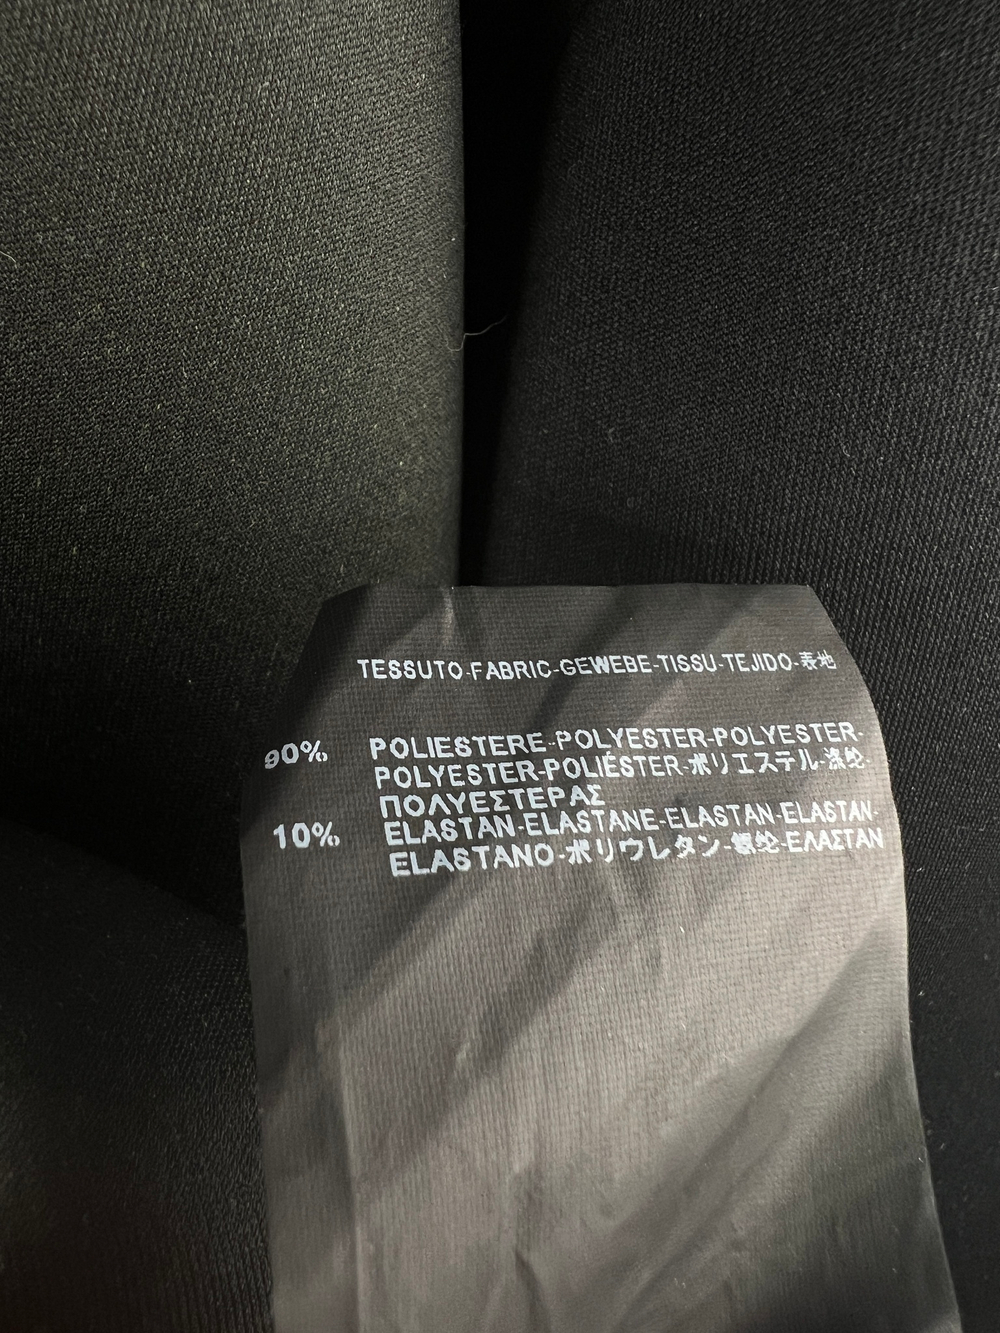 TESSUTO-FABRIC-GEWEBE-TISSU-TEJIDO-表地
90% POLIESTERE-POLYESTER-POLYESTER-
POLYESTER-POLIÉSTER-ポリエステル-涤纶-
ΠΟΛΥΕΣΤΕΡΑΣ
10% ELASTAN-ELASTANE-ELASTAN-ELASTAN-
ELASTANO-ポリウレタン-氨纶-ΕΛΑΣΤΑΝ